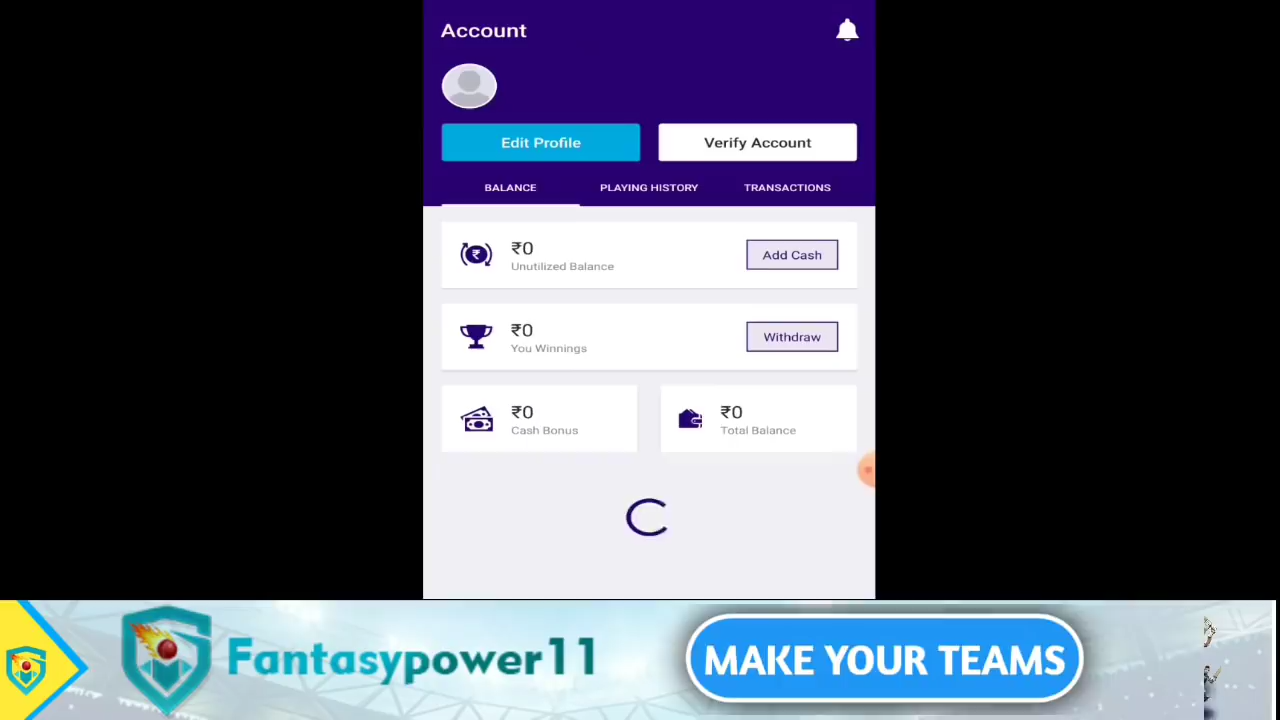 Account
Edit Profile
Verify Account
BALANCE
PLAYING HISTORY
TRANSACTIONS
₹0
Unutilized Balance
Add Cash
₹0
You Winnings
Withdraw
₹0
Cash Bonus
₹0
Total Balance
Fantasypower11
MAKE YOUR TEAMS